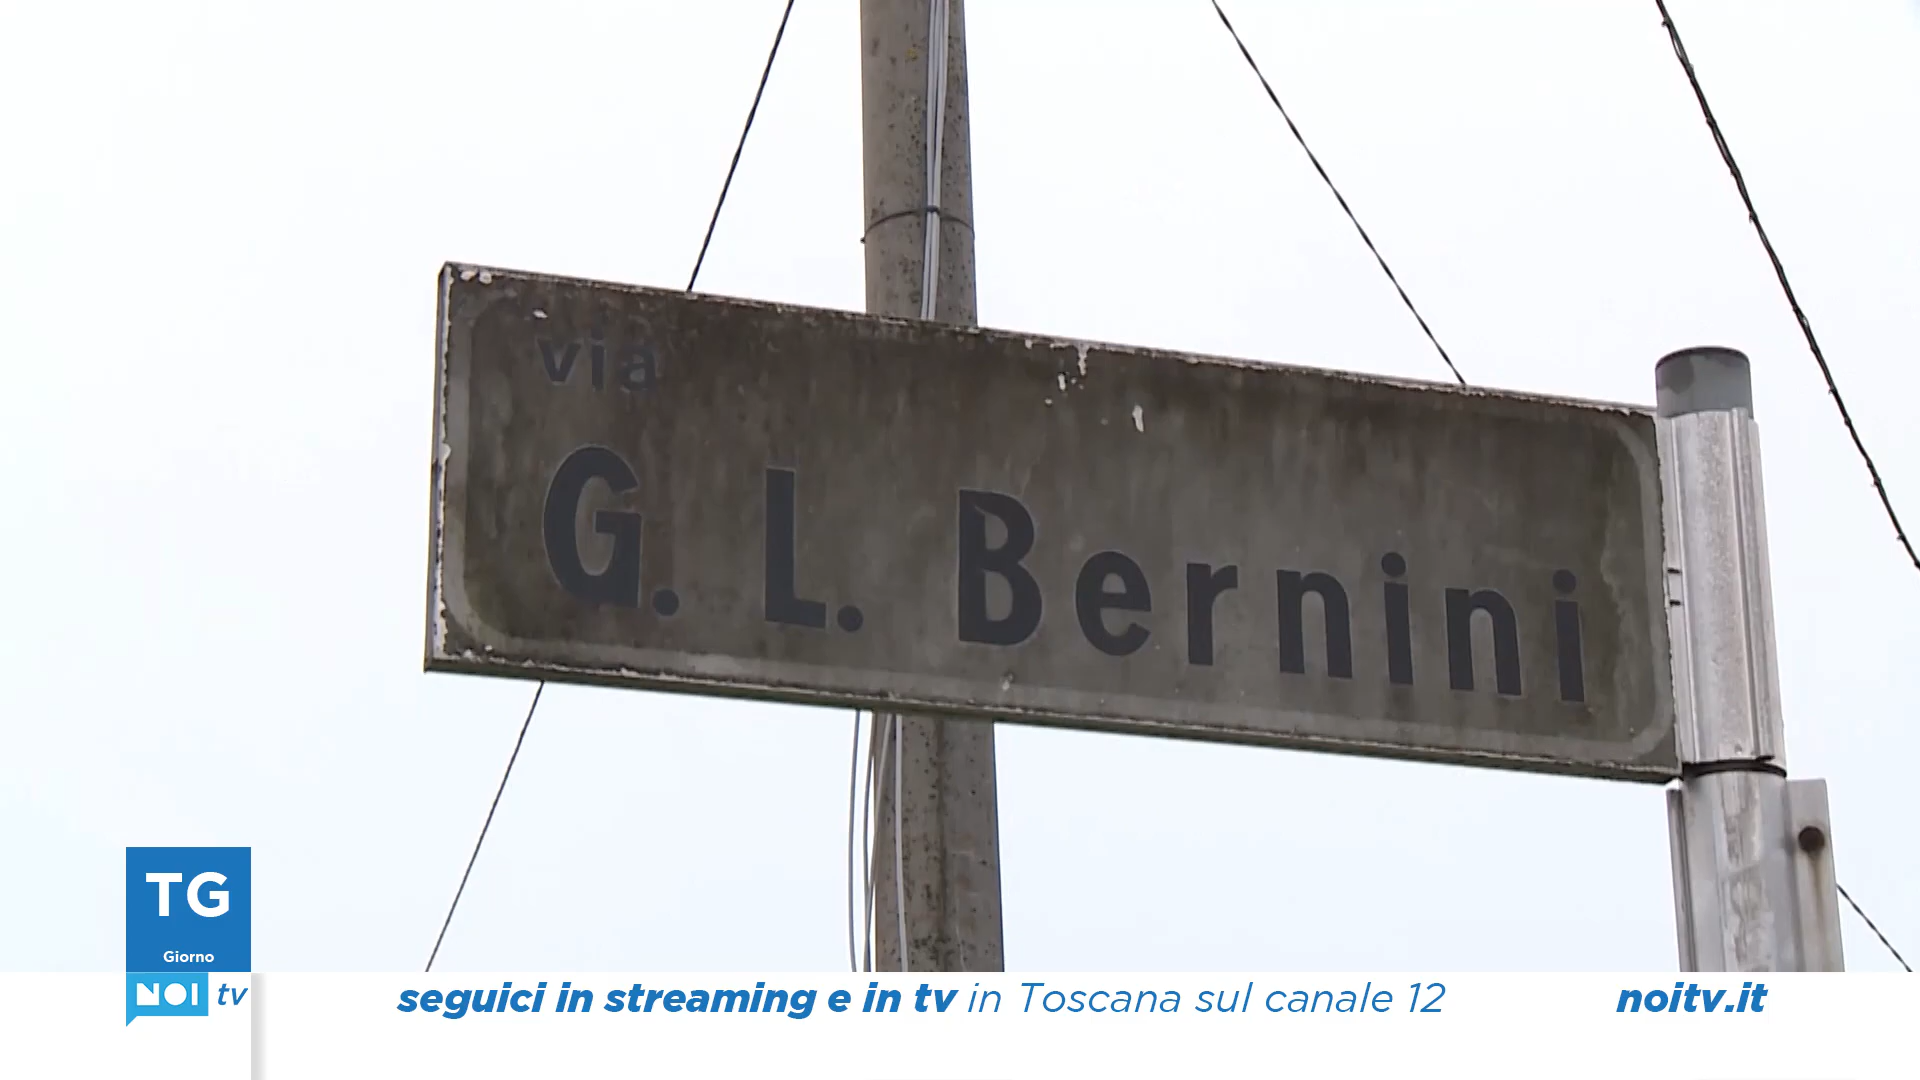 via
G. L. Bernini
TG
Giorno
NOI tv
seguici in streaming e in tv in Toscana sul canale 12
noitv.it